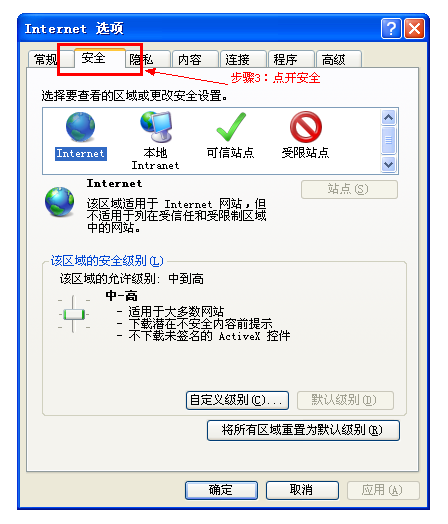 Internet 选项
常规 安全 隐私 内容 连接 程序 高级
步骤3：点开安全
选择要查看的区域或更改安全设置。
Internet 本地 Intranet 可信站点 受限站点
Internet
站点(S)
该区域适用于 Internet 网站，但
不适用于列在受信任和受限制区域
中的网站。
该区域的安全级别(L)
该区域的允许级别: 中到高
中-高
- 适用于大多数网站
- 下载潜在不安全内容前提示
- 不下载未签名的 ActiveX 控件
自定义级别(C)... 默认级别(D)
将所有区域重置为默认级别(R)
确定 取消 应用(A)